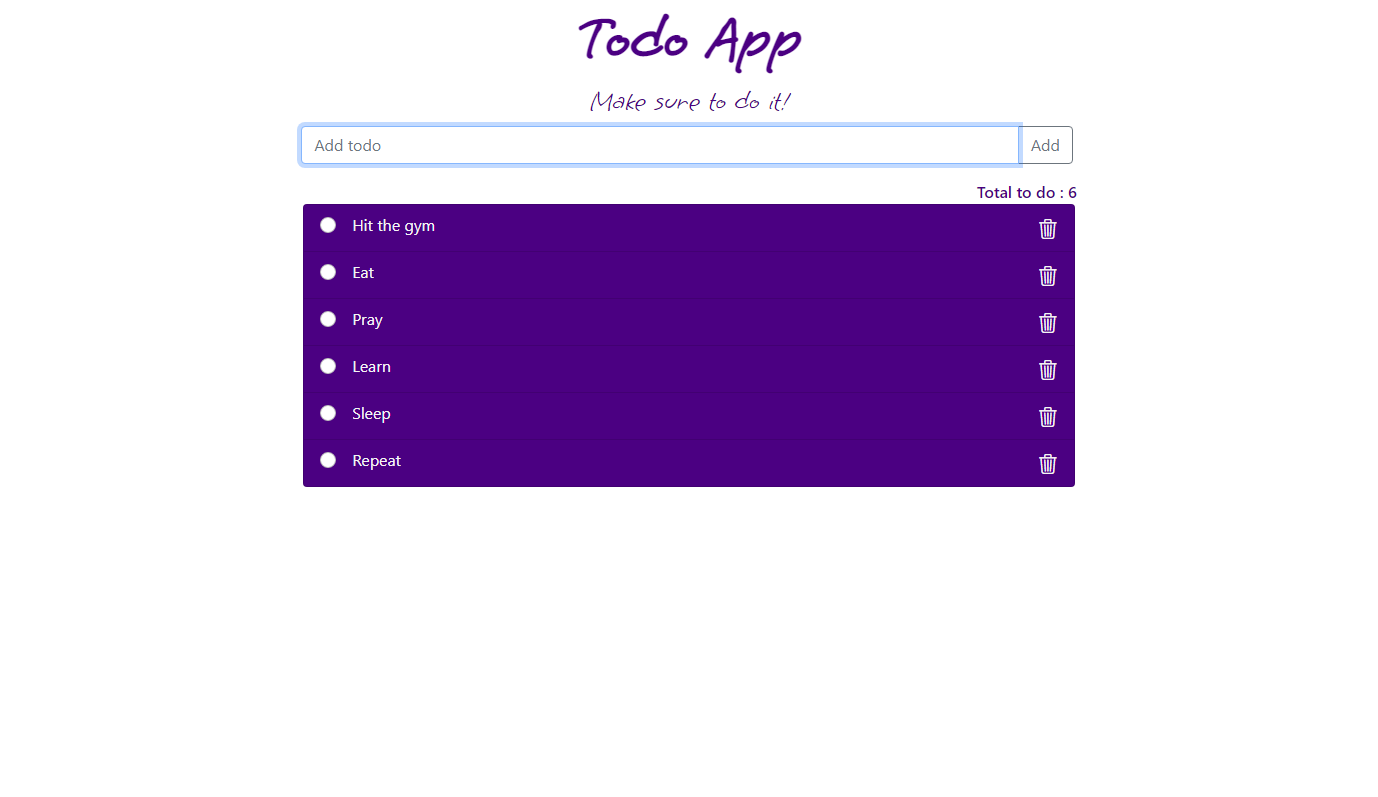 Todo App
Make sure to do it!
Add todo Add
Total to do : 6
Hit the gym
Eat
Pray
Learn
Sleep
Repeat